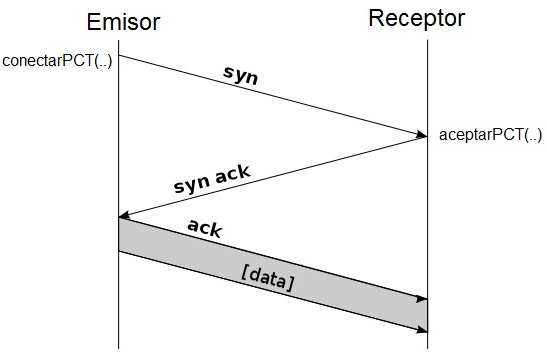 Emisor
Receptor
conectarPCT(..)
syn
aceptarPCT(..)
syn ack
ack
[data]